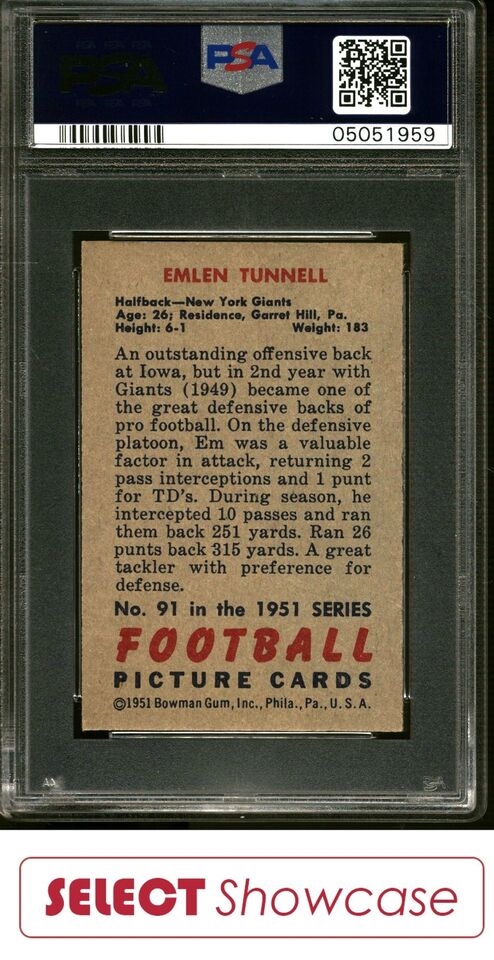 PSA
05051959
EMLEN TUNNELL
Halfback—New York Giants
Age: 26; Residence, Garret Hill, Pa.
Height: 6-1 Weight: 183
An outstanding offensive back
at Iowa, but in 2nd year with
Giants (1949) became one of
the great defensive backs of
pro football. On the defensive
platoon, Em was a valuable
factor in attack, returning 2
pass interceptions and 1 punt
for TD's. During season, he
intercepted 10 passes and ran
them back 251 yards. Ran 26
punts back 315 yards. A great
tackler with preference for
defense.
No. 91 in the 1951 SERIES
FOOTBALL
PICTURE CARDS
©1951 Bowman Gum, Inc., Phila., Pa., U.S.A.
SELECT Showcase